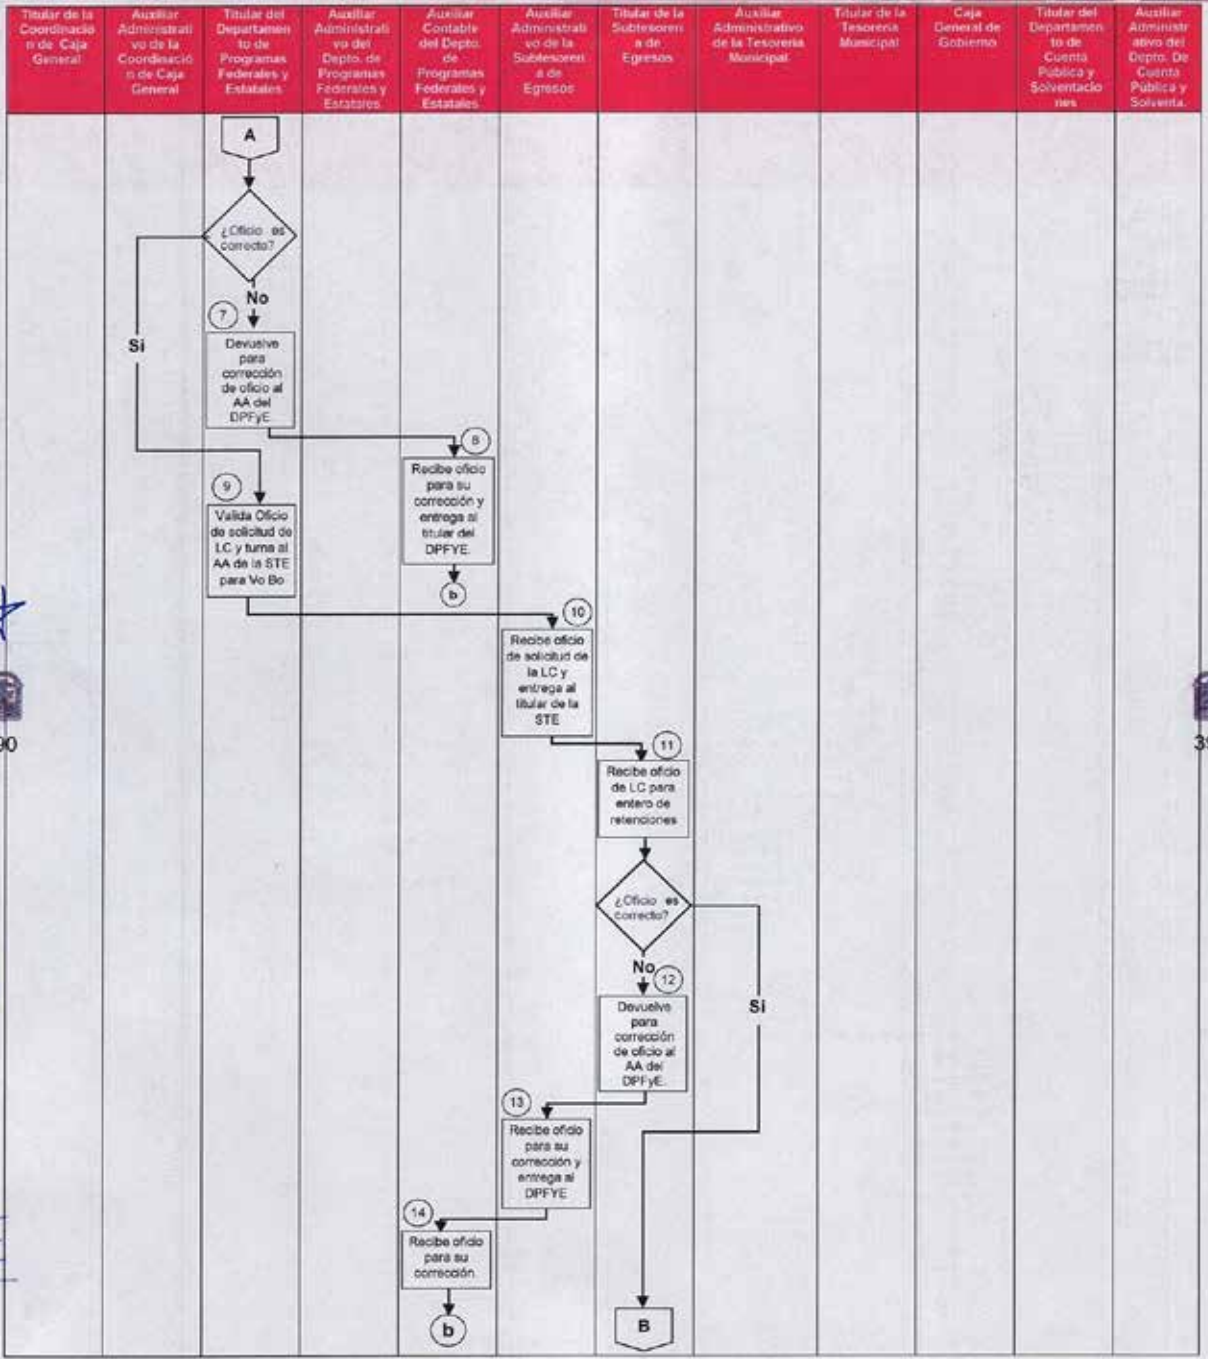 Titular de la
Coordinació
n de Caja
General
Auxiliar
Administrati
vo de la
Coordinació
n de Caja
General
Titular del
Departamen
to de
Programas
Federales y
Estatales
Auxiliar
Administrati
vo del
Depto. de
Programas
Federales y
Estatales
Auxiliar
Contable
del Depto.
de
Programas
Federales y
Estatales
Auxiliar
Administrati
vo de la
Subtesorerí
a de
Egresos
Titular de la
Subtesorerí
a de
Egresos
Auxiliar
Administrativo
de la Tesorería
Municipal
Titular de la
Tesorería
Municipal
Caja
General de
Gobierno
Titular del
Departamen
to de
Cuenta
Pública y
Solventacio
nes
Auxiliar
Administr
ativo del
Depto. De
Cuenta
Pública y
Solventa.
A
¿Oficio es
correcto?
No
Si
7
Devuelve
para
corrección
de oficio al
AA del
DPFyE
8
Recibe oficio
para su
corrección y
entrega al
titular del
DPFYE.
b
9
Valida Oficio
de solicitud de
LC y turna al
AA de la STE
para Vo Bo
10
Recibe oficio
de solicitud de
la LC y
entrega al
titular de la
STE
11
Recibe oficio
de LC para
entero de
retenciones
¿Oficio es
correcto?
No
Si
12
Devuelve
para
corrección
de oficio al
AA del
DPFyE.
13
Recibe oficio
para su
corrección y
entrega al
DPFYE
14
Recibe oficio
para su
corrección.
b
B